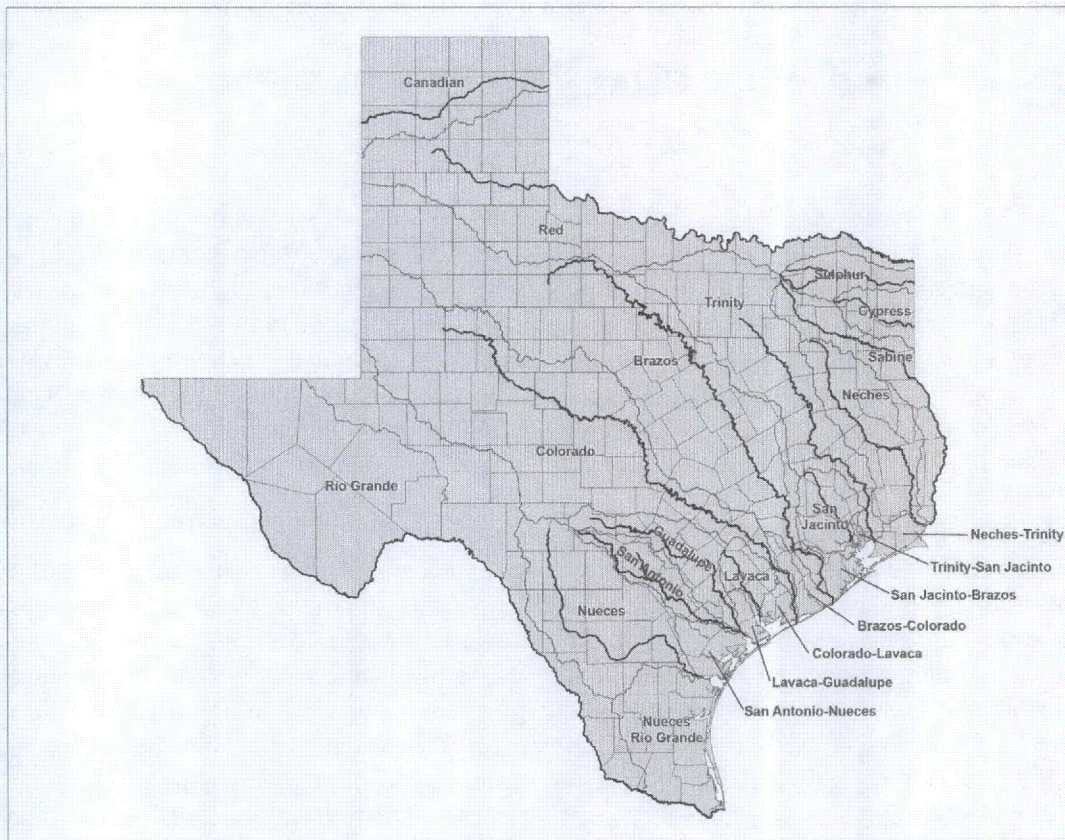 Canadian
Red
Sulphur
Trinity
Cypress
Brazos
Sabine
Neches
Colorado
Rio Grande
San
Jacinto
Neches-Trinity
Guadalupe
Trinity-San Jacinto
San Antonio
Lavaca
San Jacinto-Brazos
Nueces
Brazos-Colorado
Colorado-Lavaca
Lavaca-Guadalupe
San Antonio-Nueces
Nueces
Rio Grande